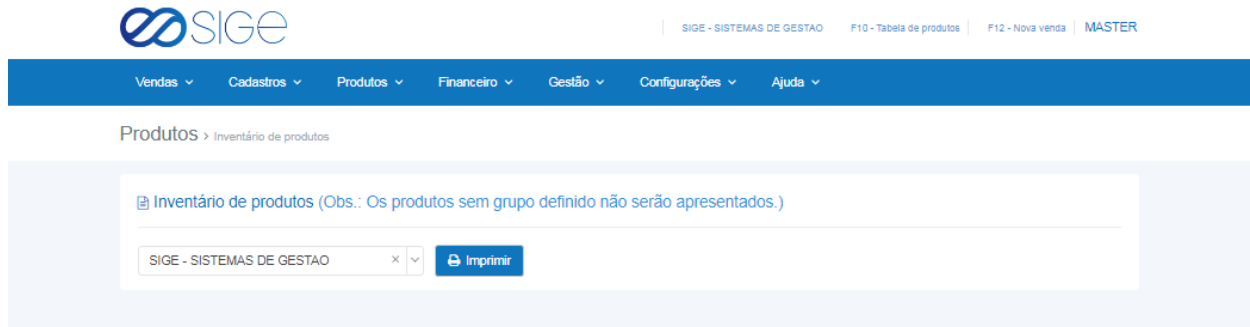 SIGE
SIGE - SISTEMAS DE GESTAO F10 - Tabela de produtos F12 - Nova venda MASTER
Vendas Cadastros Produtos Financeiro Gestão Configurações Ajuda
Produtos > Inventário de produtos
Inventário de produtos (Obs.: Os produtos sem grupo definido não serão apresentados.)
SIGE - SISTEMAS DE GESTAO × Imprimir